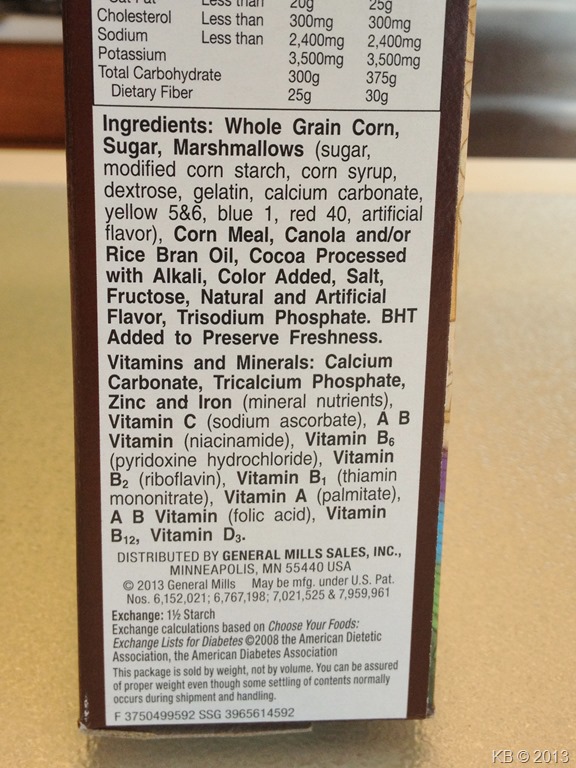 Less than 20g 25g
Cholesterol Less than 300mg 300mg
Sodium Less than 2,400mg 2,400mg
Potassium 3,500mg 3,500mg
Total Carbohydrate 300g 375g
Dietary Fiber 25g 30g
Ingredients: Whole Grain Corn,
Sugar, Marshmallows (sugar,
modified corn starch, corn syrup,
dextrose, gelatin, calcium carbonate,
yellow 5&6, blue 1, red 40, artificial
flavor), Corn Meal, Canola and/or
Rice Bran Oil, Cocoa Processed
with Alkali, Color Added, Salt,
Fructose, Natural and Artificial
Flavor, Trisodium Phosphate. BHT
Added to Preserve Freshness.
Vitamins and Minerals: Calcium
Carbonate, Tricalcium Phosphate,
Zinc and Iron (mineral nutrients),
Vitamin C (sodium ascorbate), A B
Vitamin (niacinamide), Vitamin B6
(pyridoxine hydrochloride), Vitamin
B2 (riboflavin), Vitamin B1 (thiamin
mononitrate), Vitamin A (palmitate),
A B Vitamin (folic acid), Vitamin
B12, Vitamin D3.
DISTRIBUTED BY GENERAL MILLS SALES, INC.,
MINNEAPOLIS, MN 55440 USA
© 2013 General Mills May be mfg. under U.S. Pat.
Nos. 6,152,021; 6,767,198; 7,021,525 & 7,959,961
Exchange: 1½ Starch
Exchange calculations based on Choose Your Foods:
Exchange Lists for Diabetes ©2008 the American Dietetic
Association, the American Diabetes Association
This package is sold by weight, not by volume. You can be assured
of proper weight even though some settling of contents normally
occurs during shipment and handling.
F 3750499592 SSG 3965614592
KB © 2013